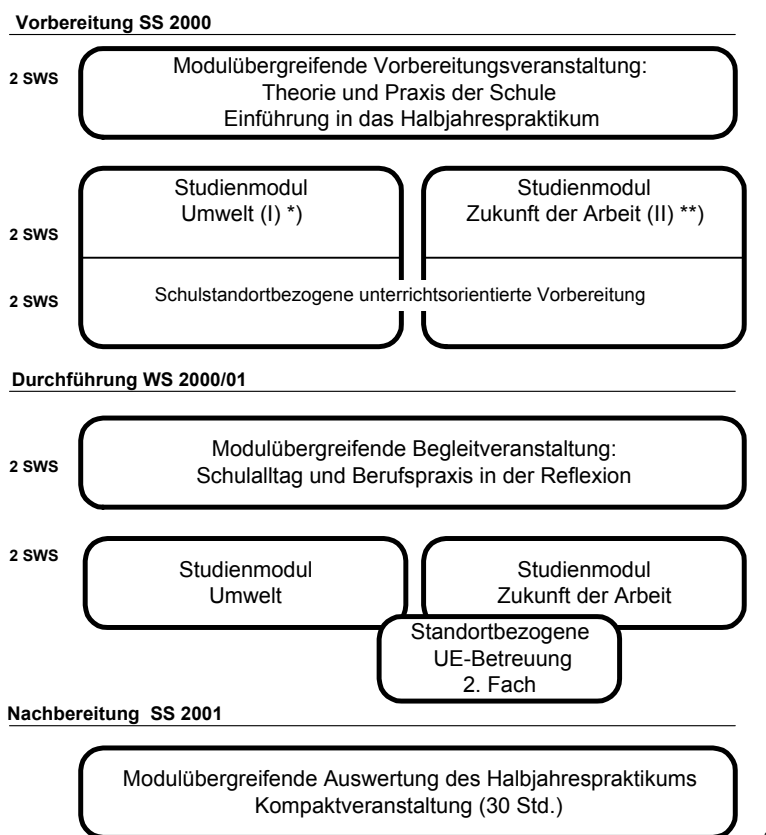 Vorbereitung SS 2000
2 SWS
Modulübergreifende Vorbereitungsveranstaltung:
Theorie und Praxis der Schule
Einführung in das Halbjahrespraktikum
Studienmodul
Umwelt (I) *)
Studienmodul
Zukunft der Arbeit (II) **)
2 SWS
2 SWS
Schulstandortbezogene unterrichtsorientierte Vorbereitung
Durchführung WS 2000/01
2 SWS
Modulübergreifende Begleitveranstaltung:
Schulalltag und Berufspraxis in der Reflexion
2 SWS
Studienmodul
Umwelt
Studienmodul
Zukunft der Arbeit
Standortbezogene
UE-Betreuung
2. Fach
Nachbereitung SS 2001
Modulübergreifende Auswertung des Halbjahrespraktikums
Kompaktveranstaltung (30 Std.)